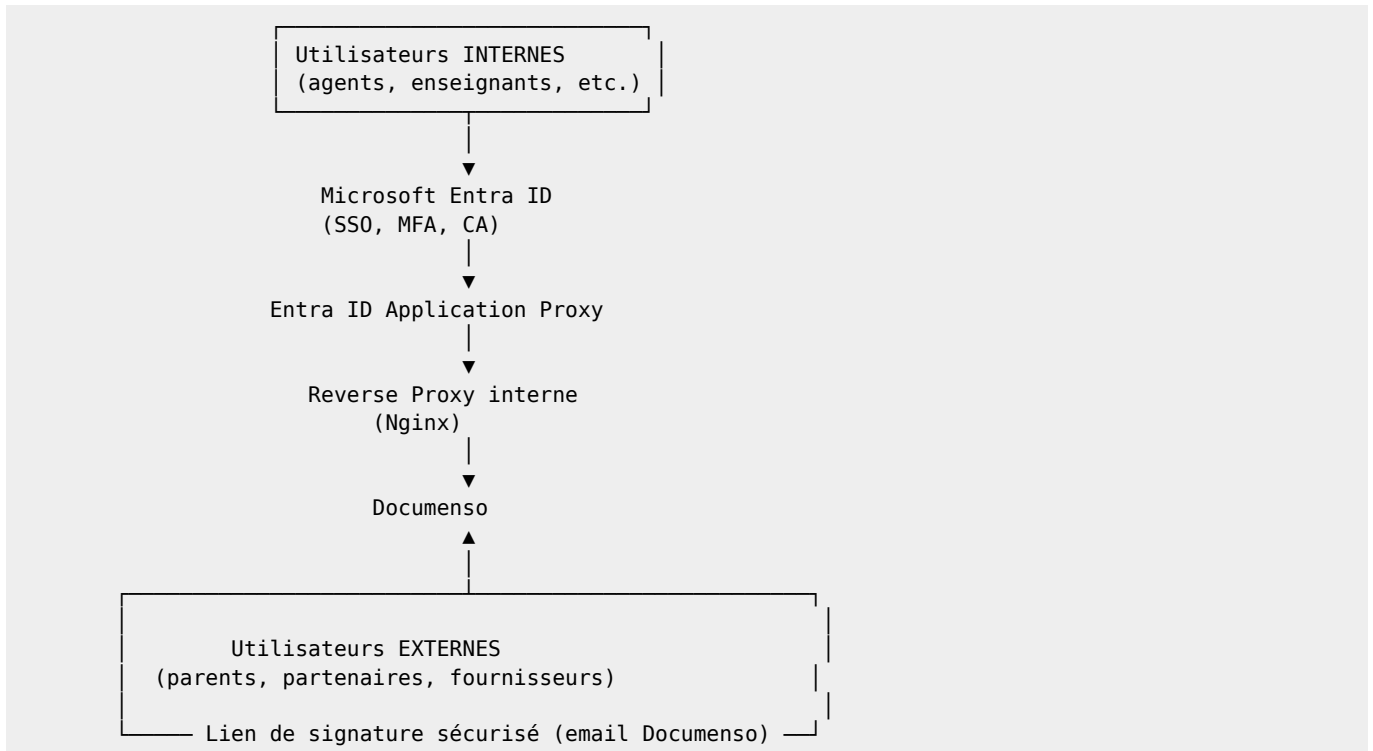 Utilisateurs INTERNES
(agents, enseignants, etc.)
Microsoft Entra ID
(SSO, MFA, CA)
Entra ID Application Proxy
Reverse Proxy interne
(Nginx)
Documenso
Utilisateurs EXTERNES
(parents, partenaires, fournisseurs)
Lien de signature sécurisé (email Documenso)